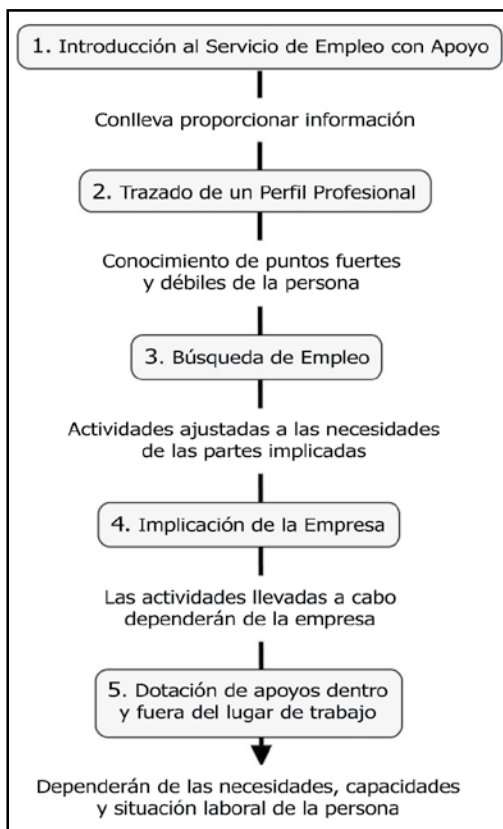 1. Introducción al Servicio de Empleo con Apoyo
Conlleva proporcionar información
2. Trazado de un Perfil Profesional
Conocimiento de puntos fuertes
y débiles de la persona
3. Búsqueda de Empleo
Actividades ajustadas a las necesidades
de las partes implicadas
4. Implicación de la Empresa
Las actividades llevadas a cabo
dependerán de la empresa
5. Dotación de apoyos dentro
y fuera del lugar de trabajo
Dependerán de las necesidades, capacidades
y situación laboral de la persona